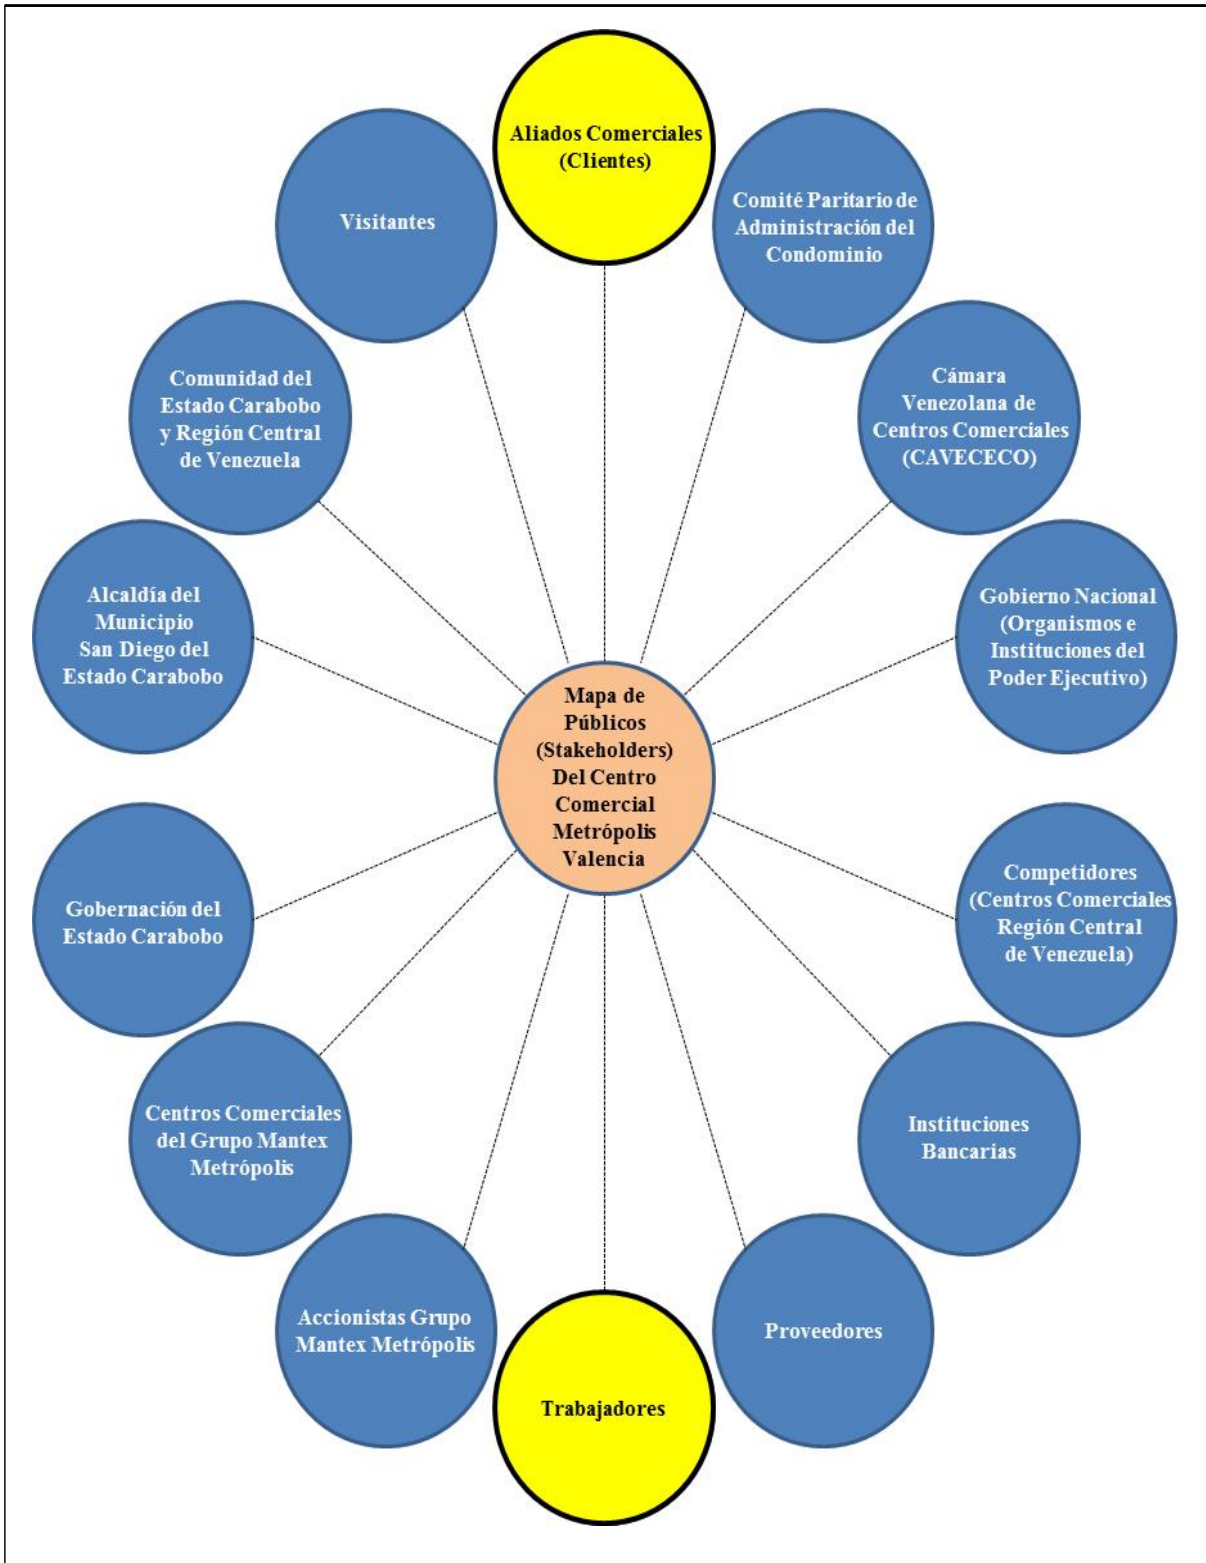 Aliados Comerciales
(Clientes)
Comité Paritario de
Administración del
Condominio
Cámara
Venezolana de
Centros Comerciales
(CAVECECO)
Gobierno Nacional
(Organismos e
Instituciones del
Poder Ejecutivo)
Competidores
(Centros Comerciales
Región Central
de Venezuela)
Instituciones
Bancarias
Proveedores
Trabajadores
Accionistas Grupo
Mantex Metrópolis
Centros Comerciales
del Grupo Mantex
Metrópolis
Gobernación del
Estado Carabobo
Alcaldía del
Municipio
San Diego del
Estado Carabobo
Comunidad del
Estado Carabobo
y Región Central
de Venezuela
Visitantes
Mapa de
Públicos
(Stakeholders)
Del Centro
Comercial
Metrópolis
Valencia